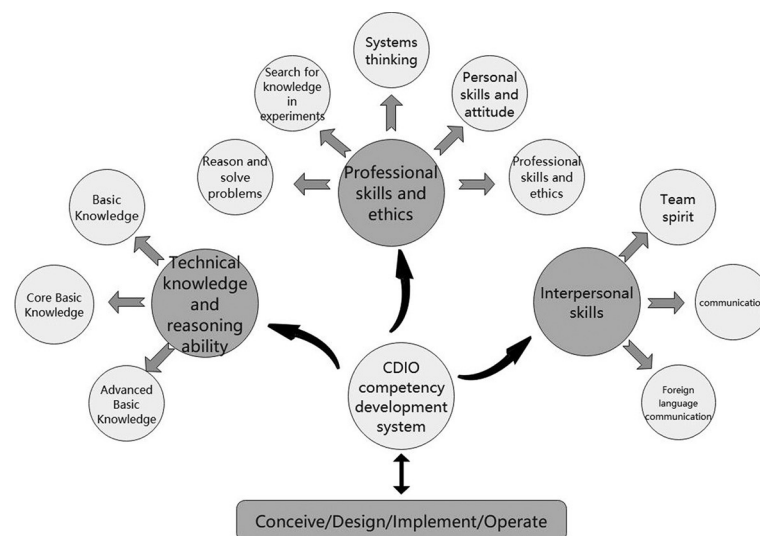 Systems
thinking
Search for
knowledge
in
experiments
Personal
skills and
attitude
Reason and
solve
problems
Professional
skills and
ethics
Professional
skills and
ethics
Basic
Knowledge
Team
spirit
Technical
knowledge
and
reasoning
ability
Core Basic
Knowledge
Interpersonal
skills
communication
CDIO
competency
development
system
Advanced
Basic
Knowledge
Foreign
language
communication
Conceive/Design/Implement/Operate